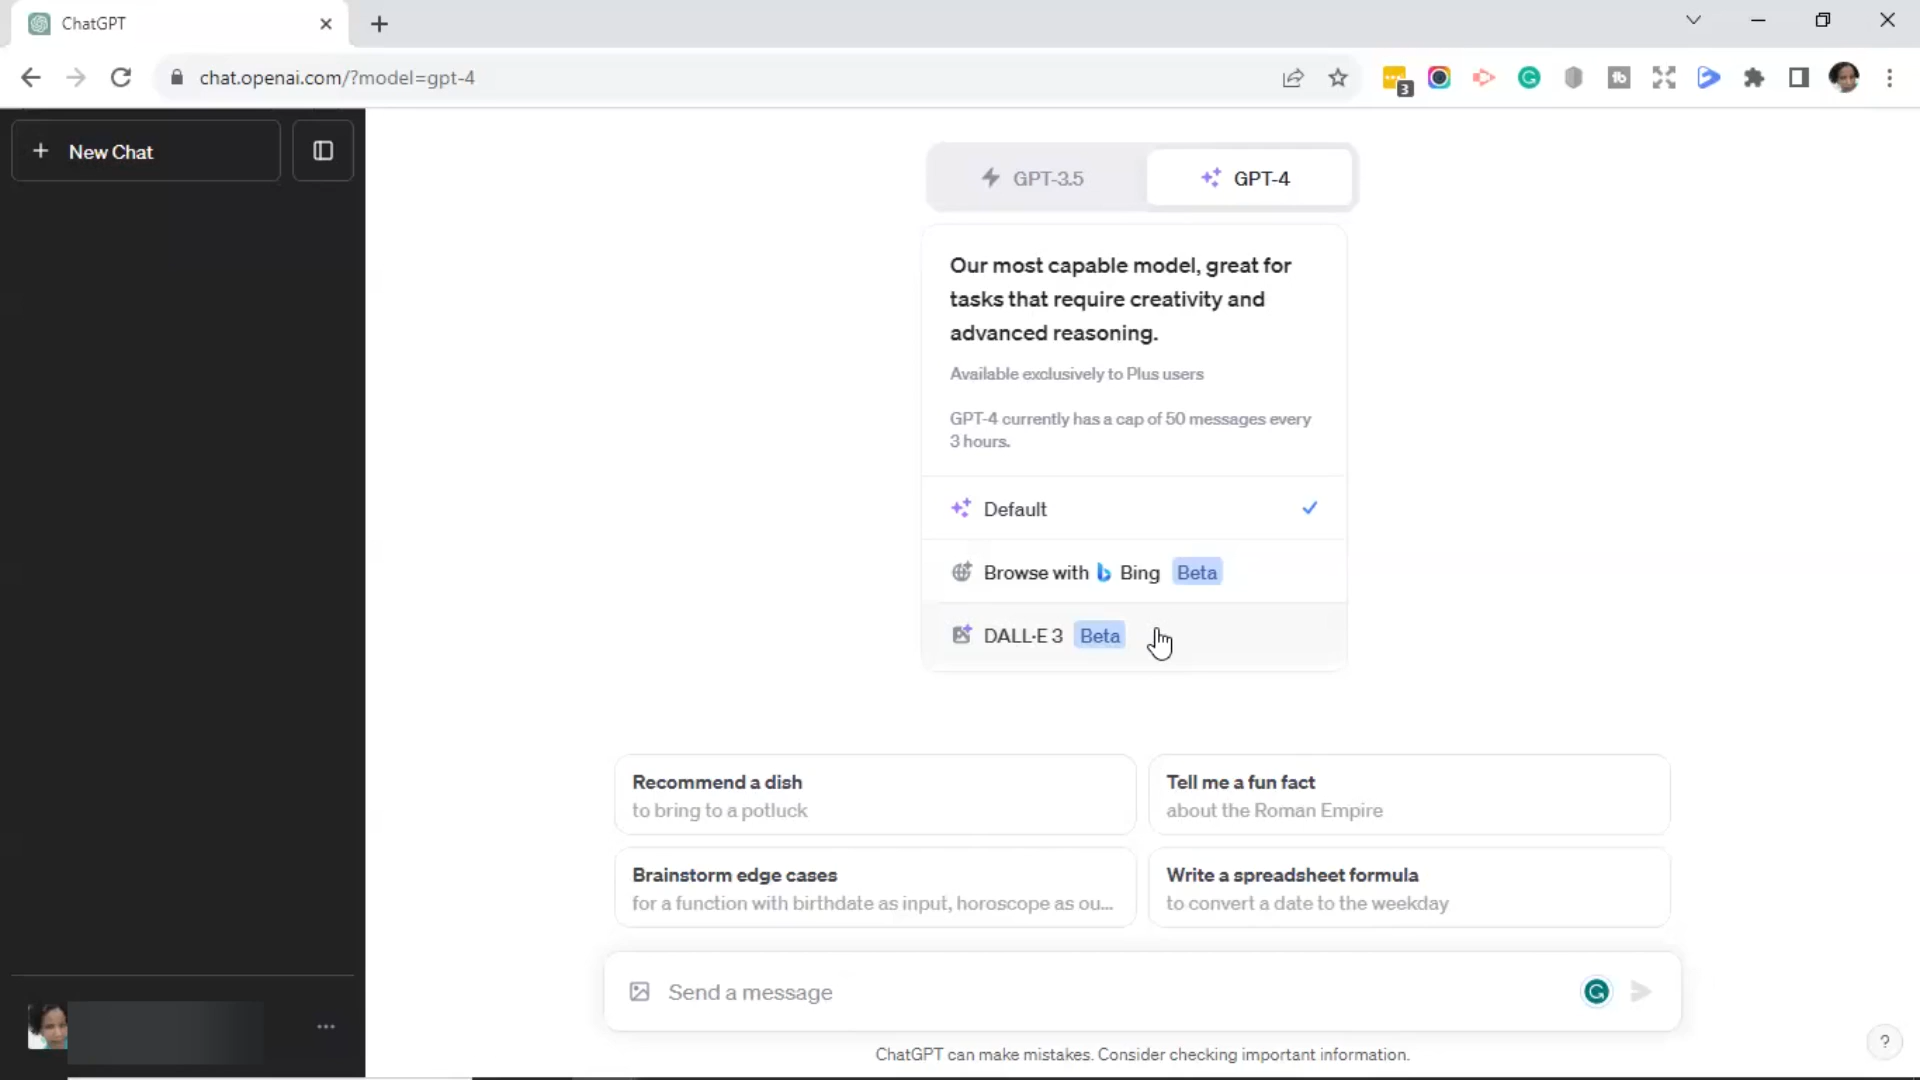 ChatGPT
chat.openai.com/?model=gpt-4
3
New Chat
GPT-3.5
GPT-4
Our most capable model, great for
tasks that require creativity and
advanced reasoning.
Available exclusively to Plus users
GPT-4 currently has a cap of 50 messages every
3 hours.
Default
Browse with Bing Beta
DALL·E 3 Beta
Recommend a dish
to bring to a potluck
Tell me a fun fact
about the Roman Empire
Brainstorm edge cases
for a function with birthdate as input, horoscope as ou...
Write a spreadsheet formula
to convert a date to the weekday
Send a message
ChatGPT can make mistakes. Consider checking important information.
?